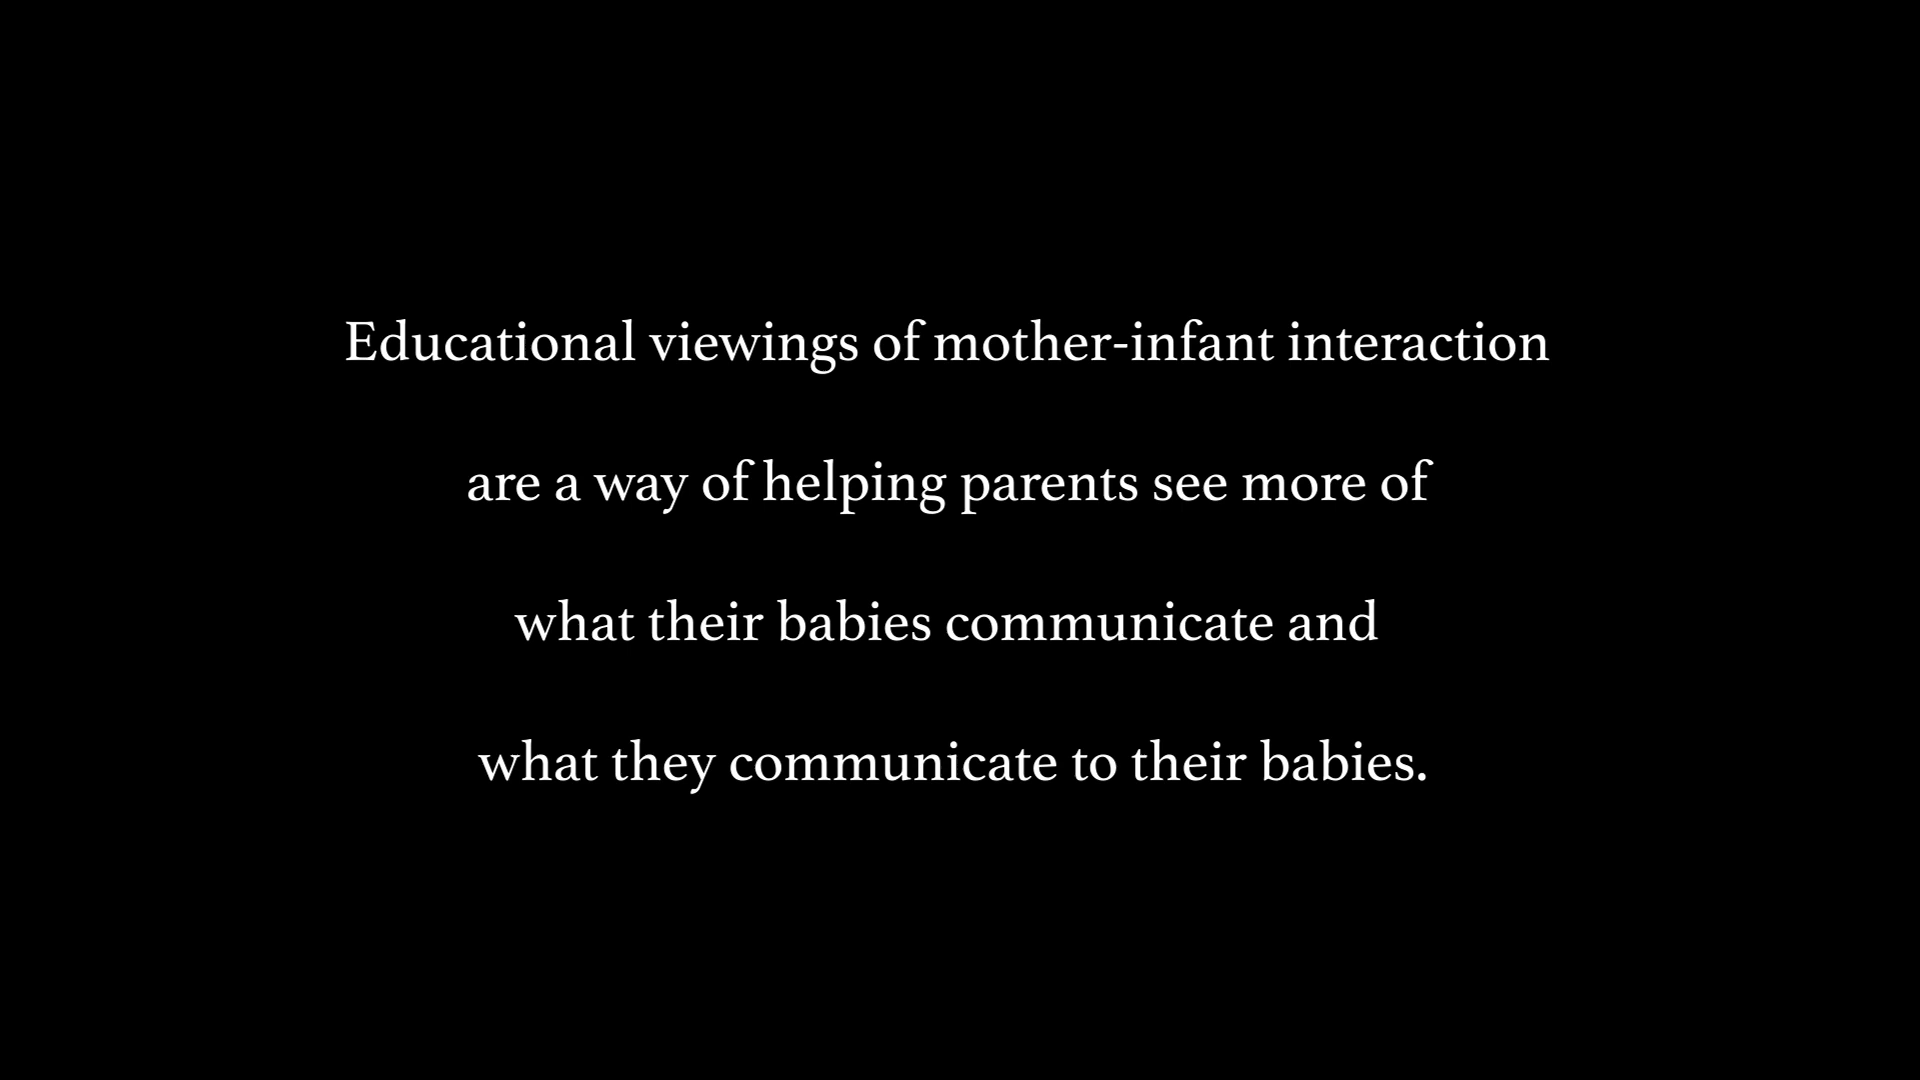 Educational viewings of mother-infant interaction
are a way of helping parents see more of
what their babies communicate and
what they communicate to their babies.